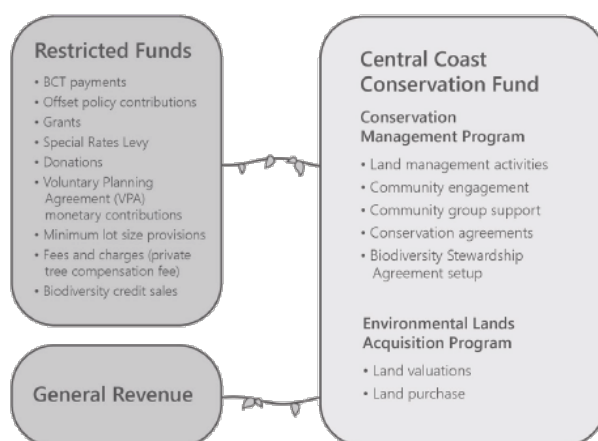 Restricted Funds
• BCT payments
• Offset policy contributions
• Grants
• Special Rates Levy
• Donations
• Voluntary Planning
Agreement (VPA)
monetary contributions
• Minimum lot size provisions
• Fees and charges (private
tree compensation fee)
• Biodiversity credit sales
General Revenue
Central Coast
Conservation Fund
Conservation
Management Program
• Land management activities
• Community engagement
• Community group support
• Conservation agreements
• Biodiversity Stewardship
Agreement setup
Environmental Lands
Acquisition Program
• Land valuations
• Land purchase